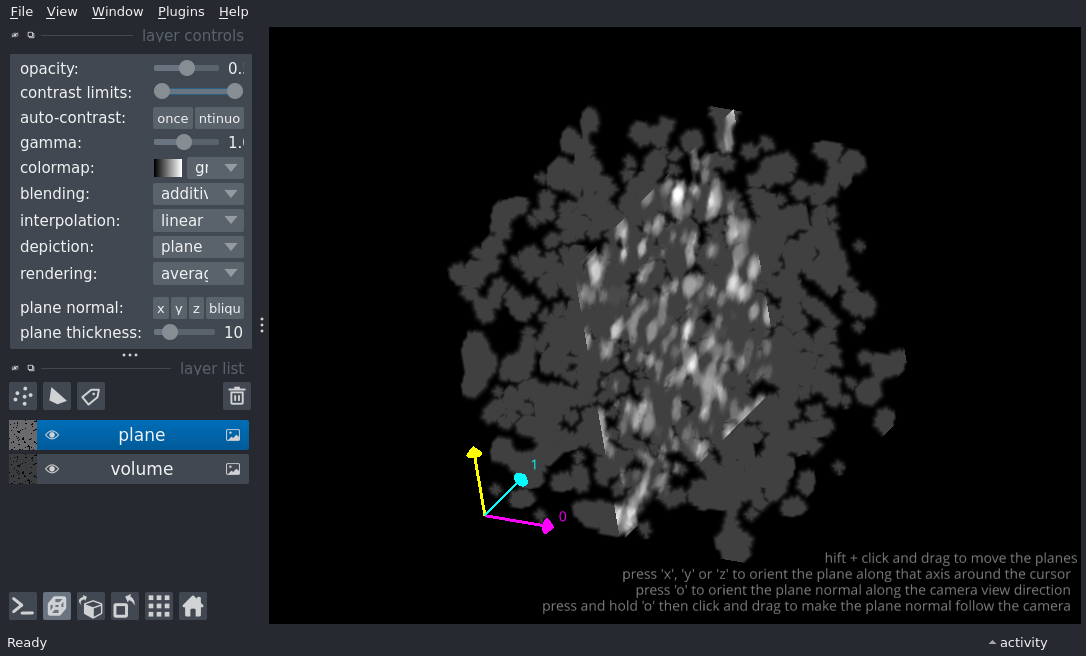 File View Window Plugins Help
layer controls
opacity: 0.
contrast limits:
auto-contrast: once ntinuo
gamma: 1.
colormap: gr
blending: additiv
interpolation: linear
depiction: plane
rendering: averag
plane normal: x y z bliqu
plane thickness: 10
layer list
plane
volume
1
0
hift + click and drag to move the planes
press 'x', 'y' or 'z' to orient the plane along that axis around the cursor
press 'o' to orient the plane normal along the camera view direction
press and hold 'o' then click and drag to make the plane normal follow the camera
Ready
activity